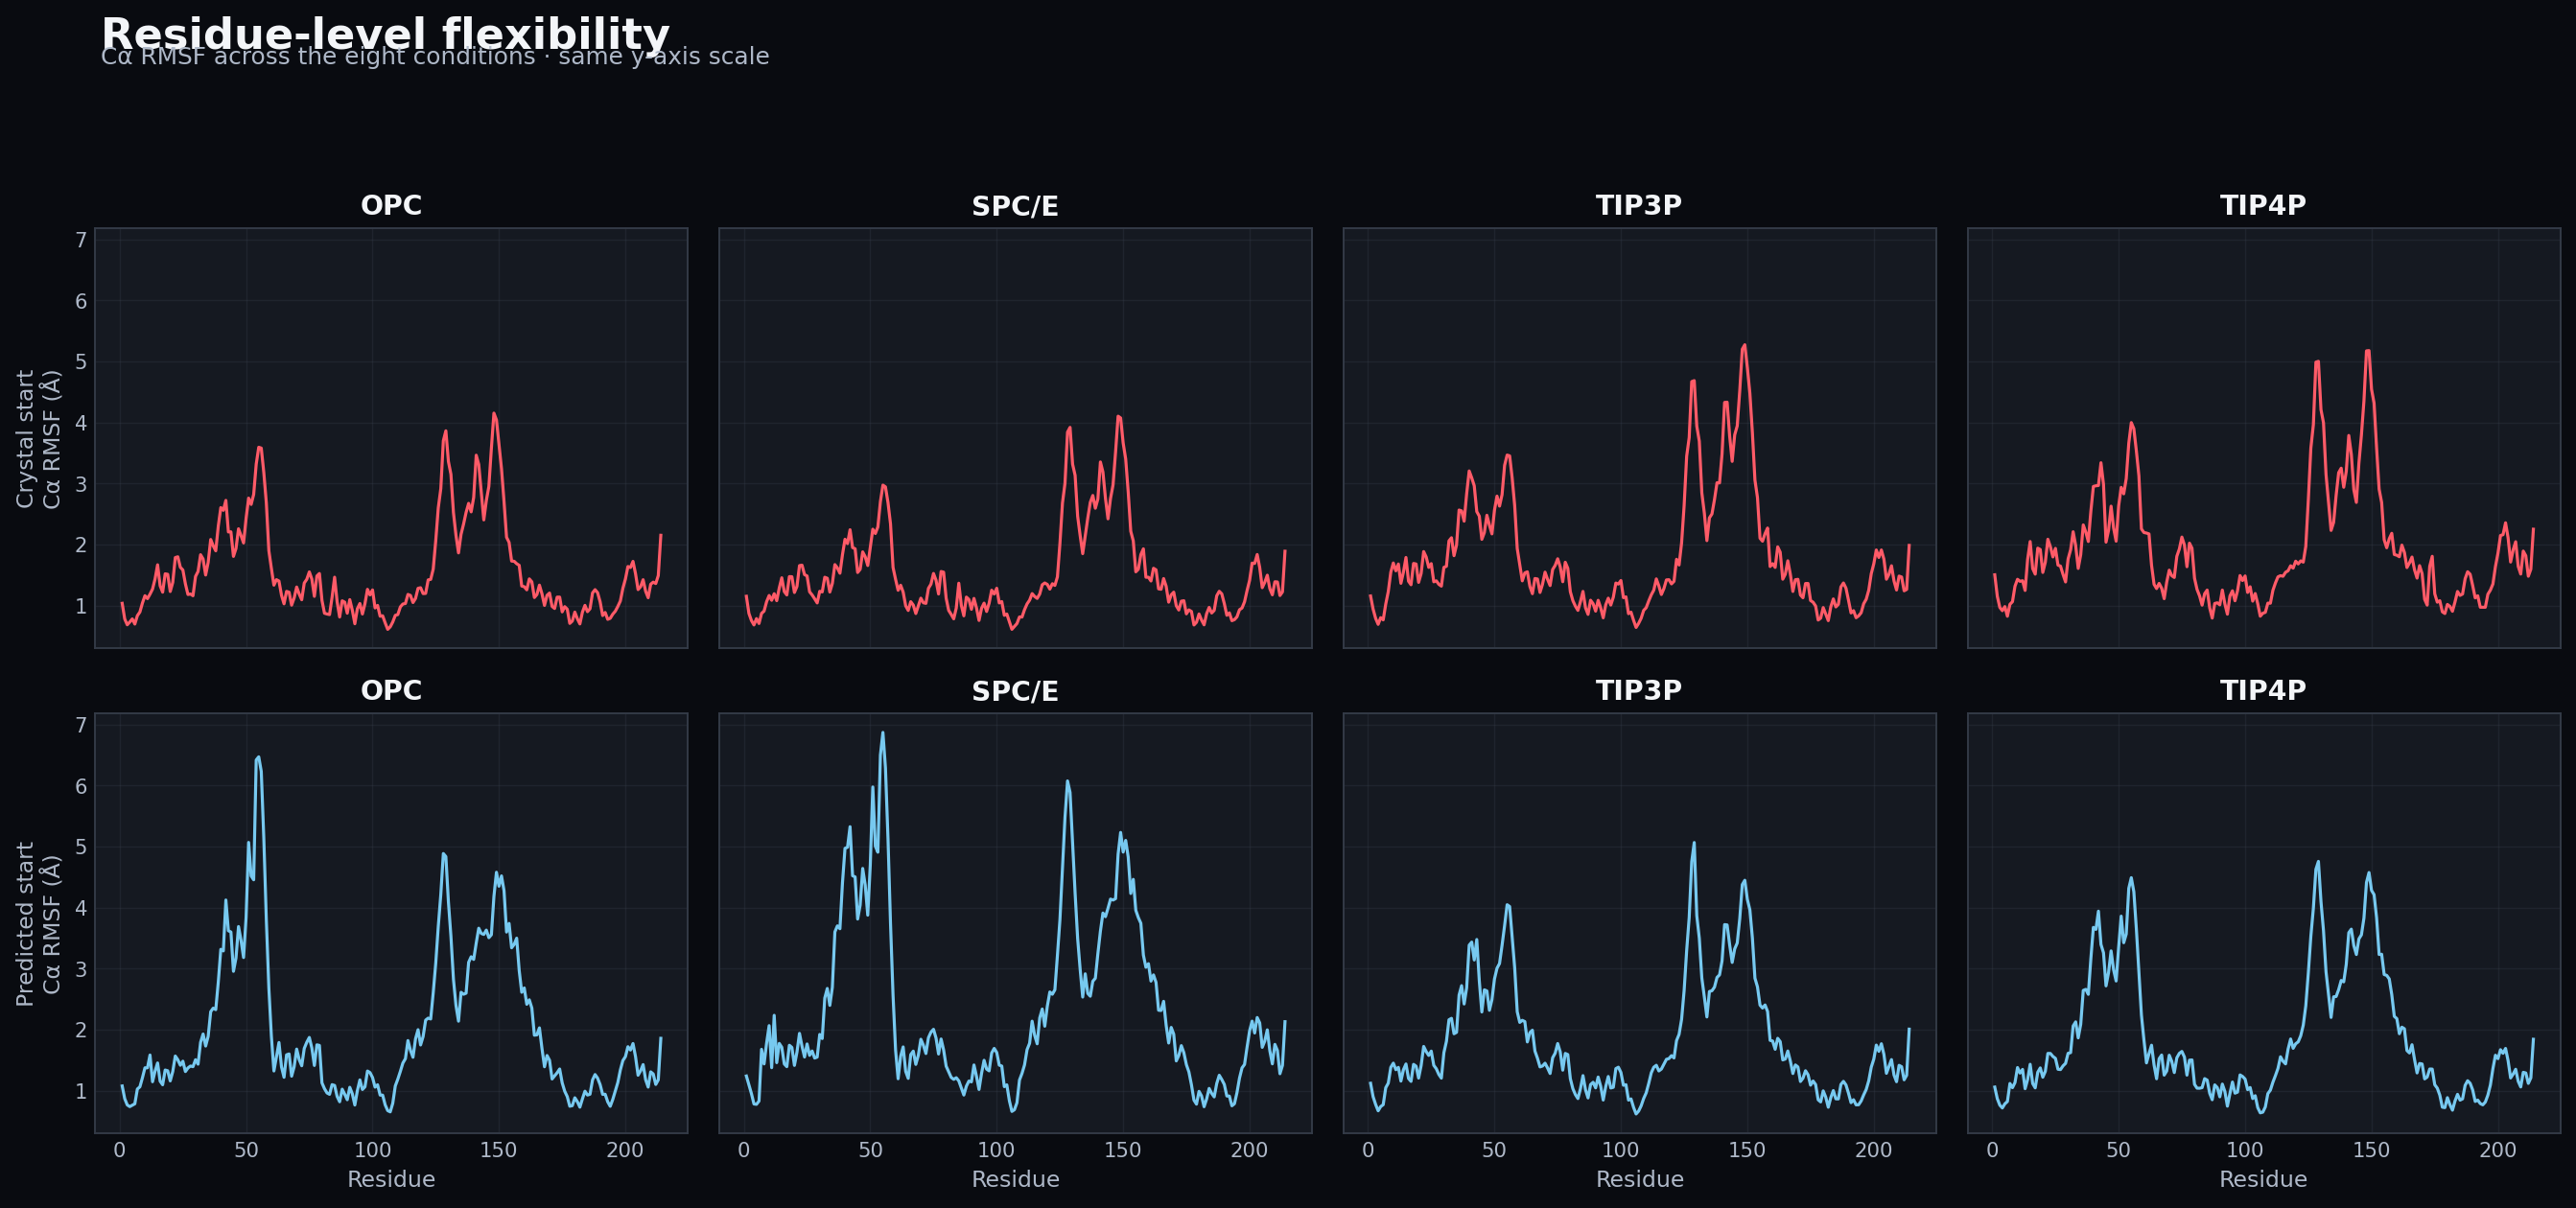 Residue-level flexibility
Cα RMSF across the eight conditions · same y-axis scale
OPC
SPC/E
TIP3P
TIP4P
Crystal start
Cα RMSF (Å)
7
6
5
4
3
2
1
OPC
SPC/E
TIP3P
TIP4P
Predicted start
Cα RMSF (Å)
7
6
5
4
3
2
1
0 50 100 150 200
0 50 100 150 200
0 50 100 150 200
0 50 100 150 200
Residue
Residue
Residue
Residue